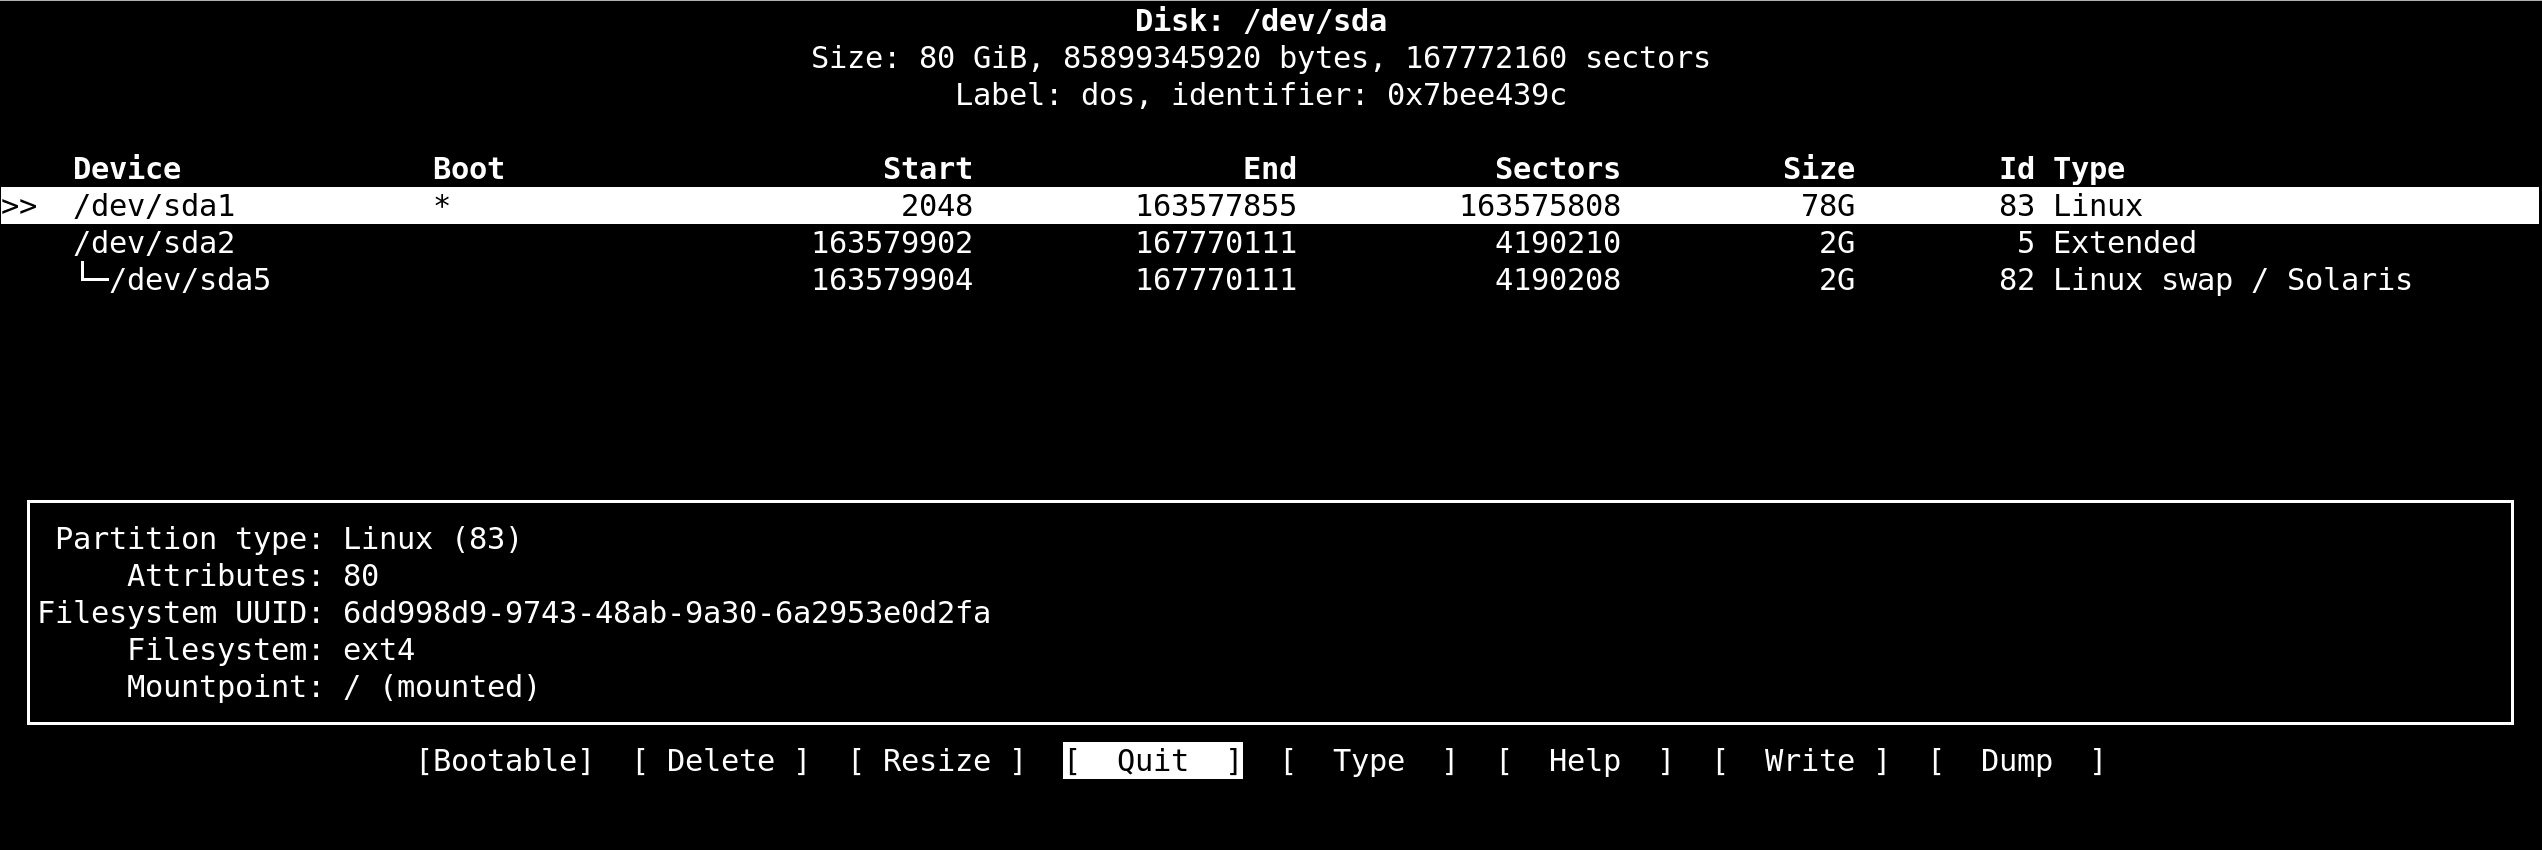 Disk: /dev/sda
Size: 80 GiB, 85899345920 bytes, 167772160 sectors
Label: dos, identifier: 0x7bee439c
Device Boot Start End Sectors Size Id Type
>> /dev/sda1 * 2048 163577855 163575808 78G 83 Linux
/dev/sda2 163579902 167770111 4190210 2G 5 Extended
└─/dev/sda5 163579904 167770111 4190208 2G 82 Linux swap / Solaris
Partition type: Linux (83)
Attributes: 80
Filesystem UUID: 6dd998d9-9743-48ab-9a30-6a2953e0d2fa
Filesystem: ext4
Mountpoint: / (mounted)
[Bootable] [ Delete ] [ Resize ] [ Quit ] [ Type ] [ Help ] [ Write ] [ Dump ]